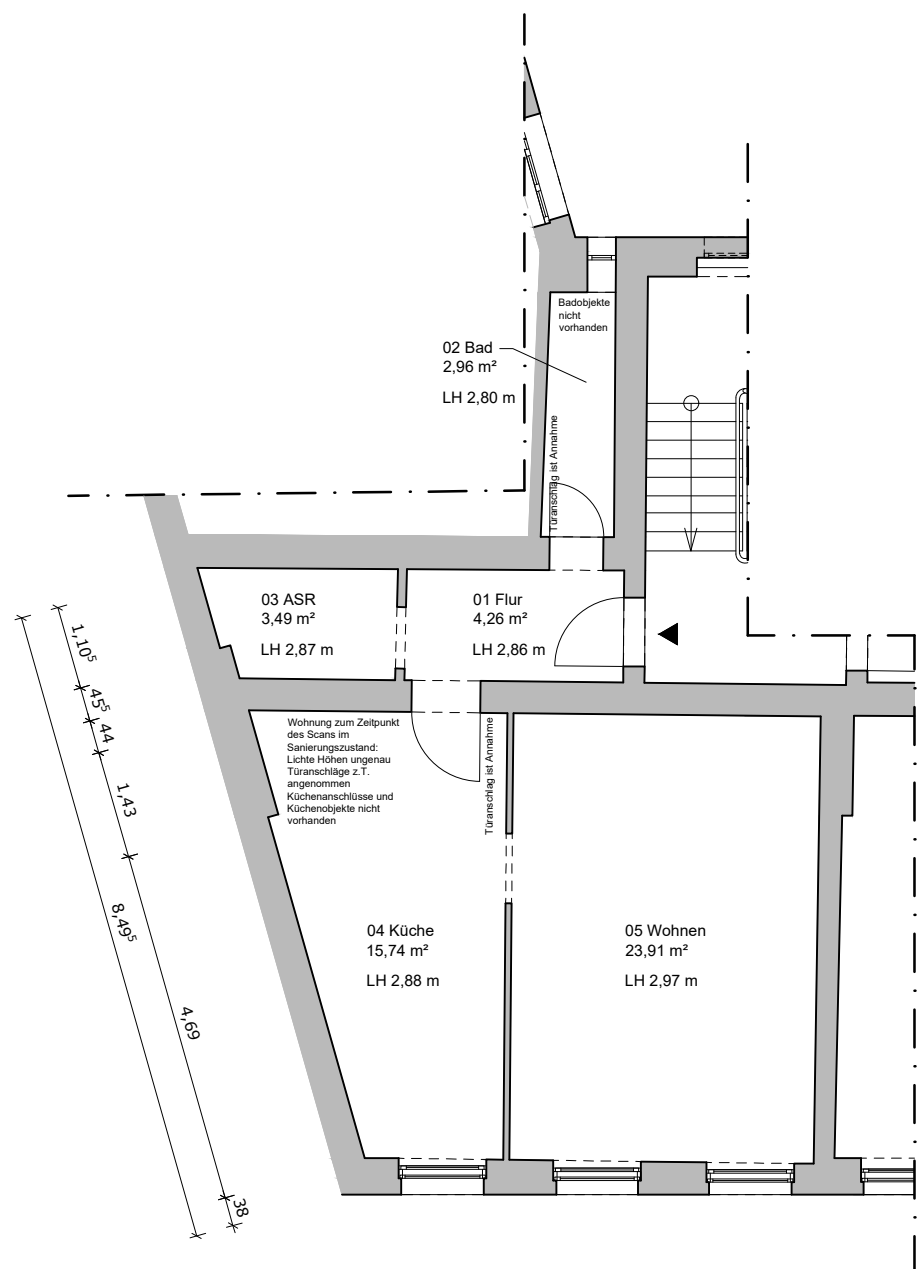 Badobjekte
nicht
vorhanden
02 Bad
2,96 m²
LH 2,80 m
Türanschlag ist Annahme
03 ASR
3,49 m²
LH 2,87 m
01 Flur
4,26 m²
LH 2,86 m
Wohnung zum Zeitpunkt
des Scans im
Sanierungszustand:
Lichte Höhen ungenau
Türanschläge z.T.
angenommen
Küchenanschlüsse und
Küchenobjekte nicht
vorhanden
Türanschlag ist Annahme
04 Küche
15,74 m²
LH 2,88 m
05 Wohnen
23,91 m²
LH 2,97 m
1,10⁵
45⁵
44
1,43
4,69
38
8,49⁵